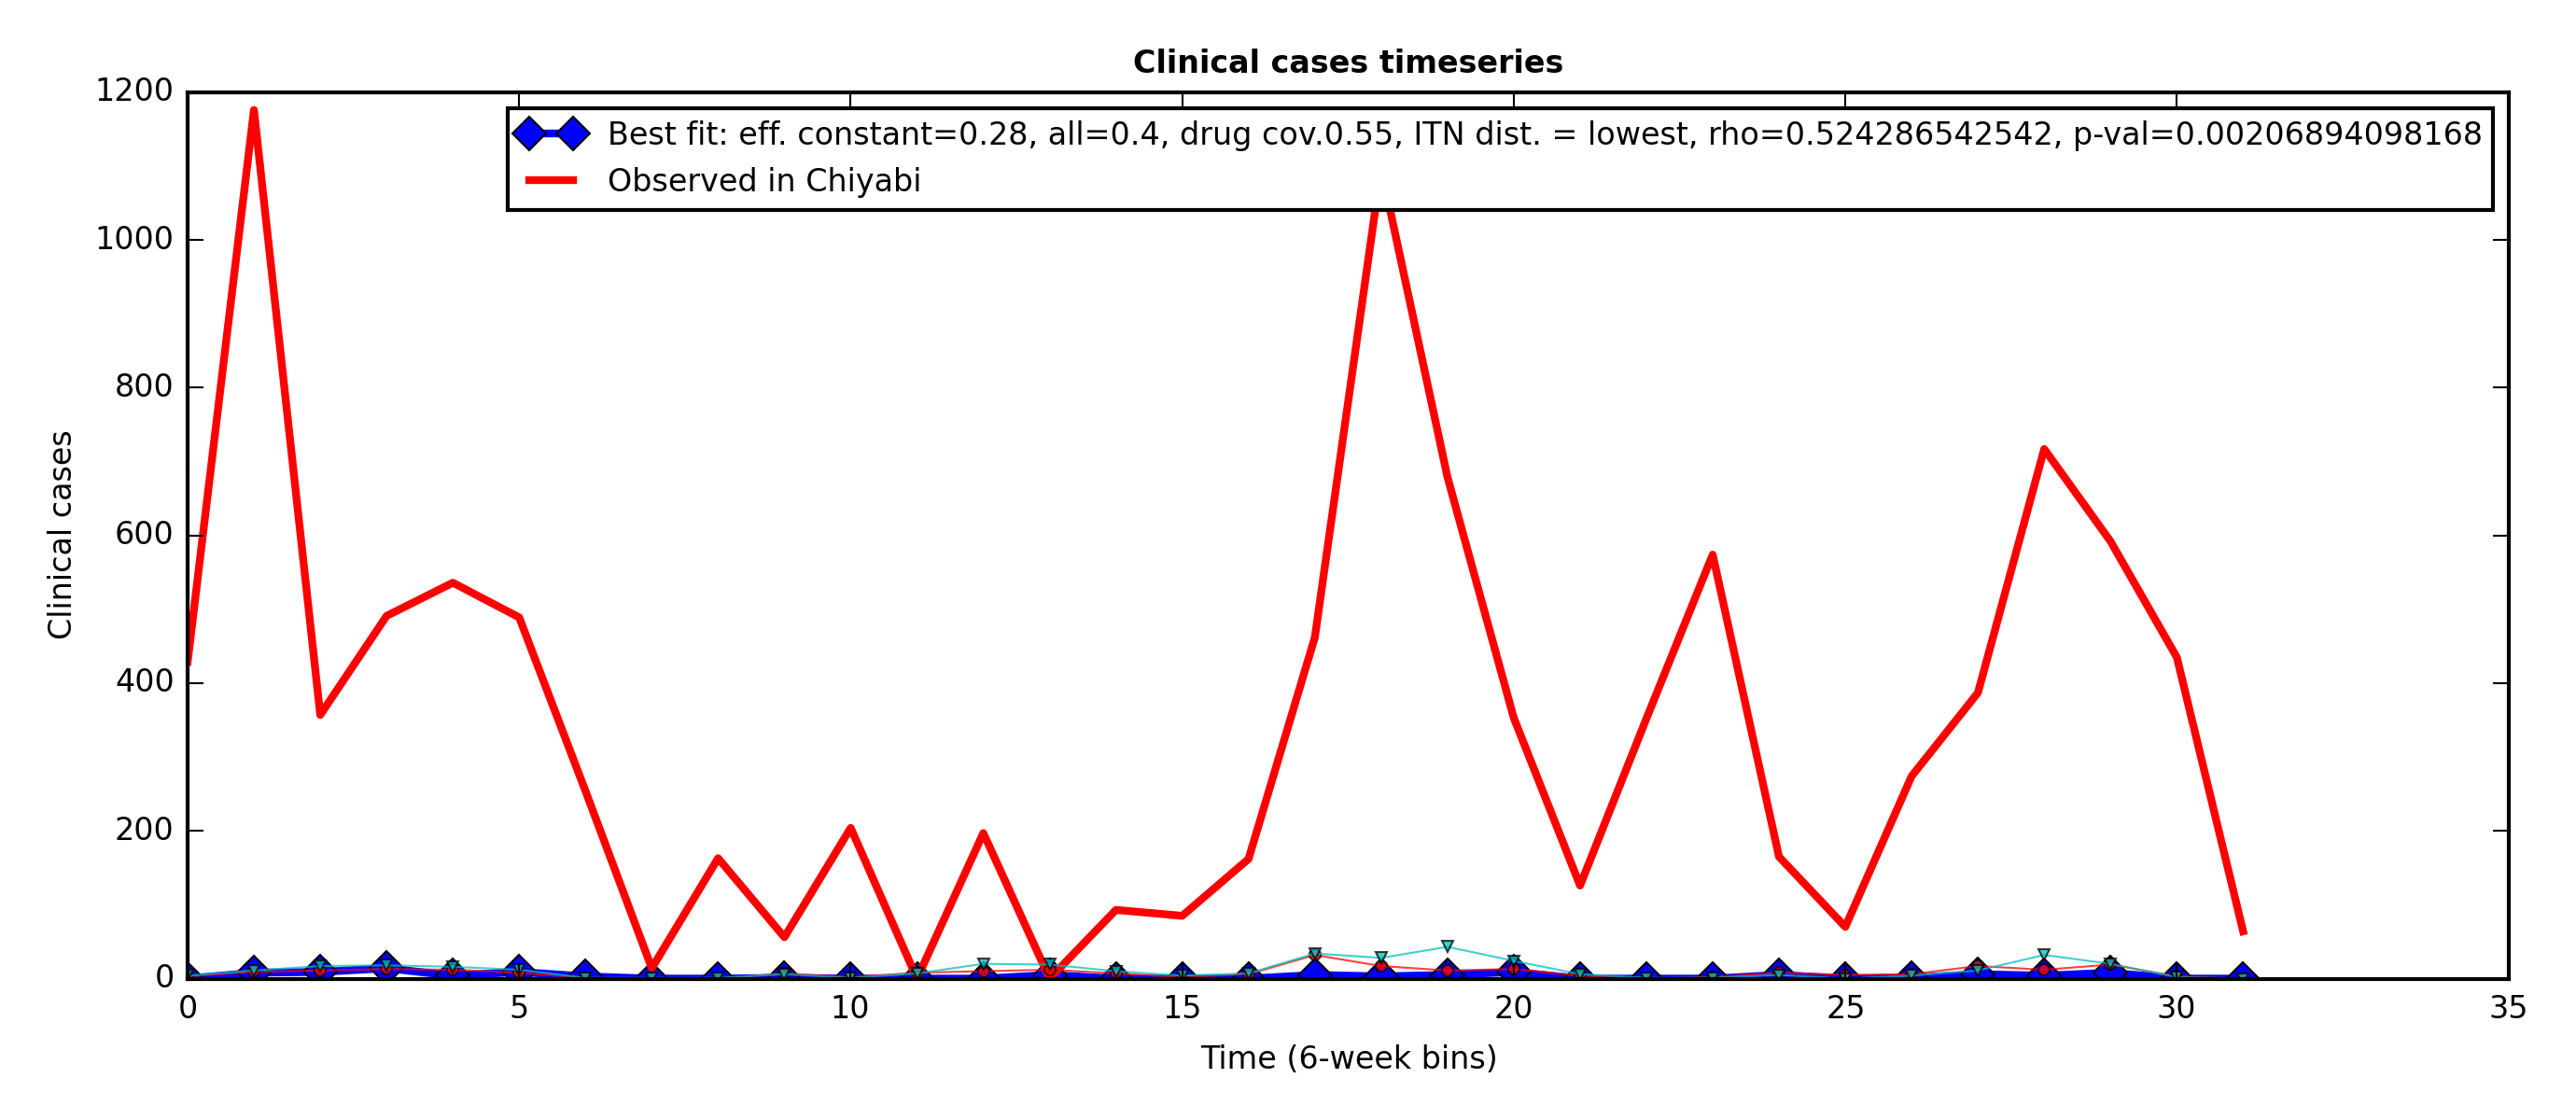 Clinical cases timeseries
Best fit: eff. constant=0.28, all=0.4, drug cov.0.55, ITN dist. = lowest, rho=0.524286542542, p-val=0.00206894098168
Observed in Chiyabi
1200
1000
800
600
400
200
0
Clinical cases
0 5 10 15 20 25 30 35
Time (6-week bins)